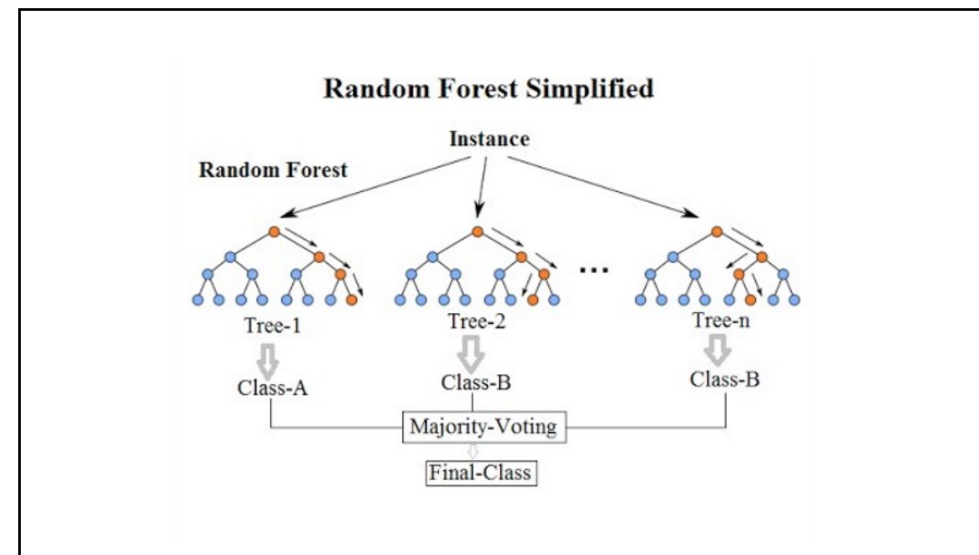 Random Forest Simplified
Instance
Random Forest
...
Tree-1 Tree-2 Tree-n
Class-A Class-B Class-B
Majority-Voting
Final-Class